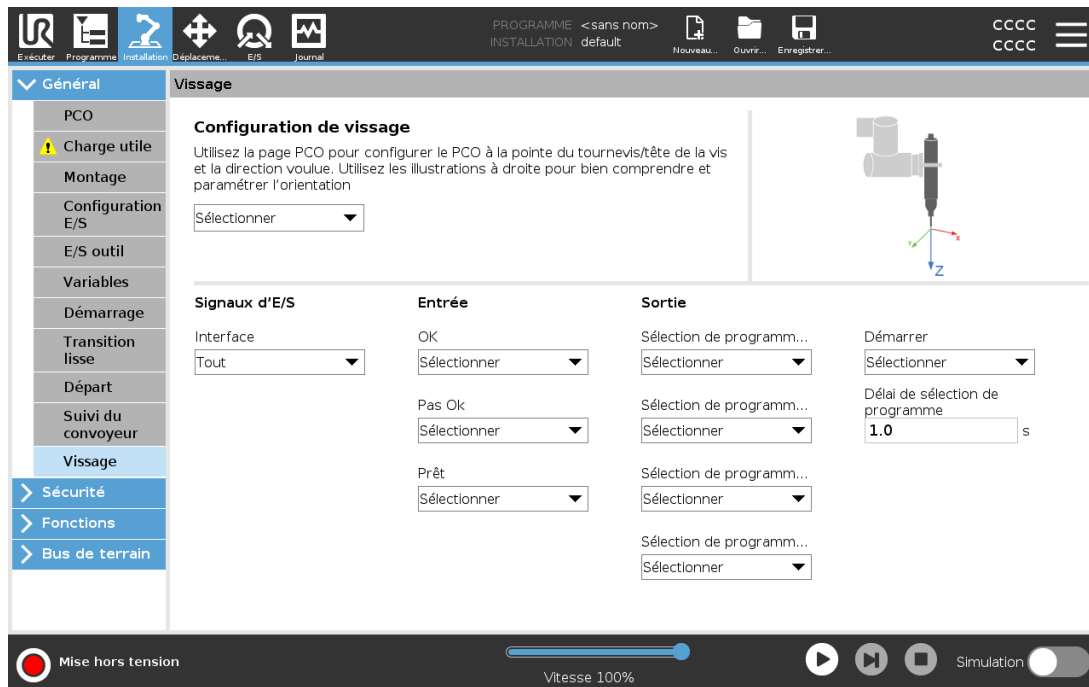 PROGRAMME <sans nom>
INSTALLATION default
CCCC
CCCC
Exécuter
Programme
Installation
Déplaceme...
E/S
Journal
Nouveau...
Ouvrir...
Enregistrer...
Général
PCO
Charge utile
Montage
Configuration
E/S
E/S outil
Variables
Démarrage
Transition
lisse
Départ
Suivi du
convoyeur
Vissage
Sécurité
Fonctions
Bus de terrain
Vissage
Configuration de vissage
Utilisez la page PCO pour configurer le PCO à la pointe du tournevis/tête de la vis
et la direction voulue. Utilisez les illustrations à droite pour bien comprendre et
paramétrer l'orientation
Sélectionner
Y
X
Z
Signaux d'E/S
Interface
Tout
Entrée
OK
Sélectionner
Pas Ok
Sélectionner
Prêt
Sélectionner
Sortie
Sélection de programm...
Sélectionner
Sélection de programm...
Sélectionner
Sélection de programm...
Sélectionner
Sélection de programm...
Sélectionner
Démarrer
Sélectionner
Délai de sélection de
programme
1.0 s
Mise hors tension
Vitesse 100%
Simulation